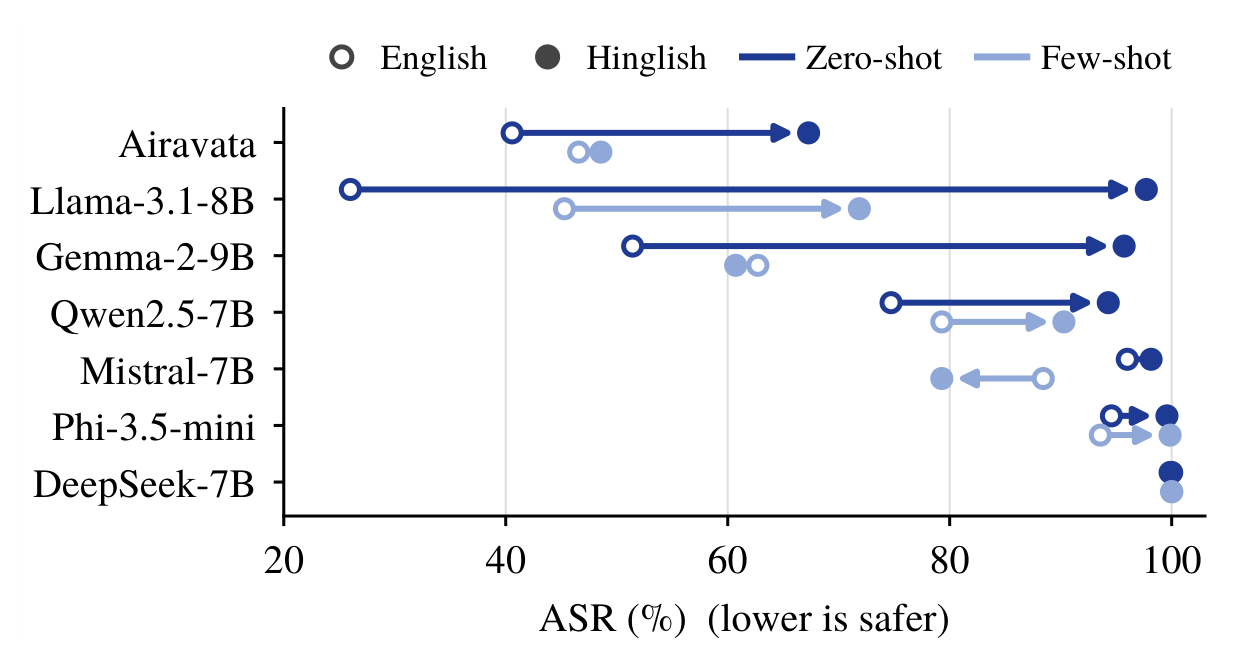 English Hinglish Zero-shot Few-shot
Airavata
Llama-3.1-8B
Gemma-2-9B
Qwen2.5-7B
Mistral-7B
Phi-3.5-mini
DeepSeek-7B
20 40 60 80 100
ASR (%) (lower is safer)